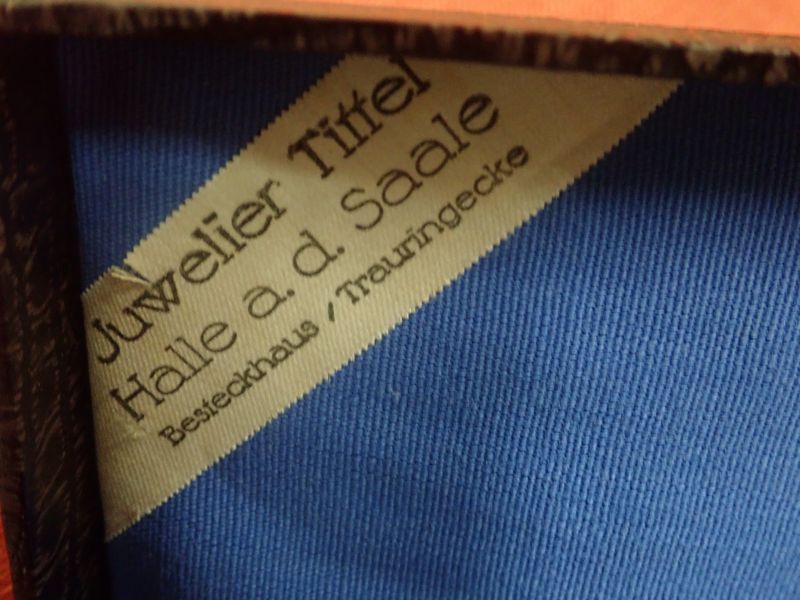 Juwelier Tittel
Halle a. d. Saale
Besteckhaus / Trauringecke